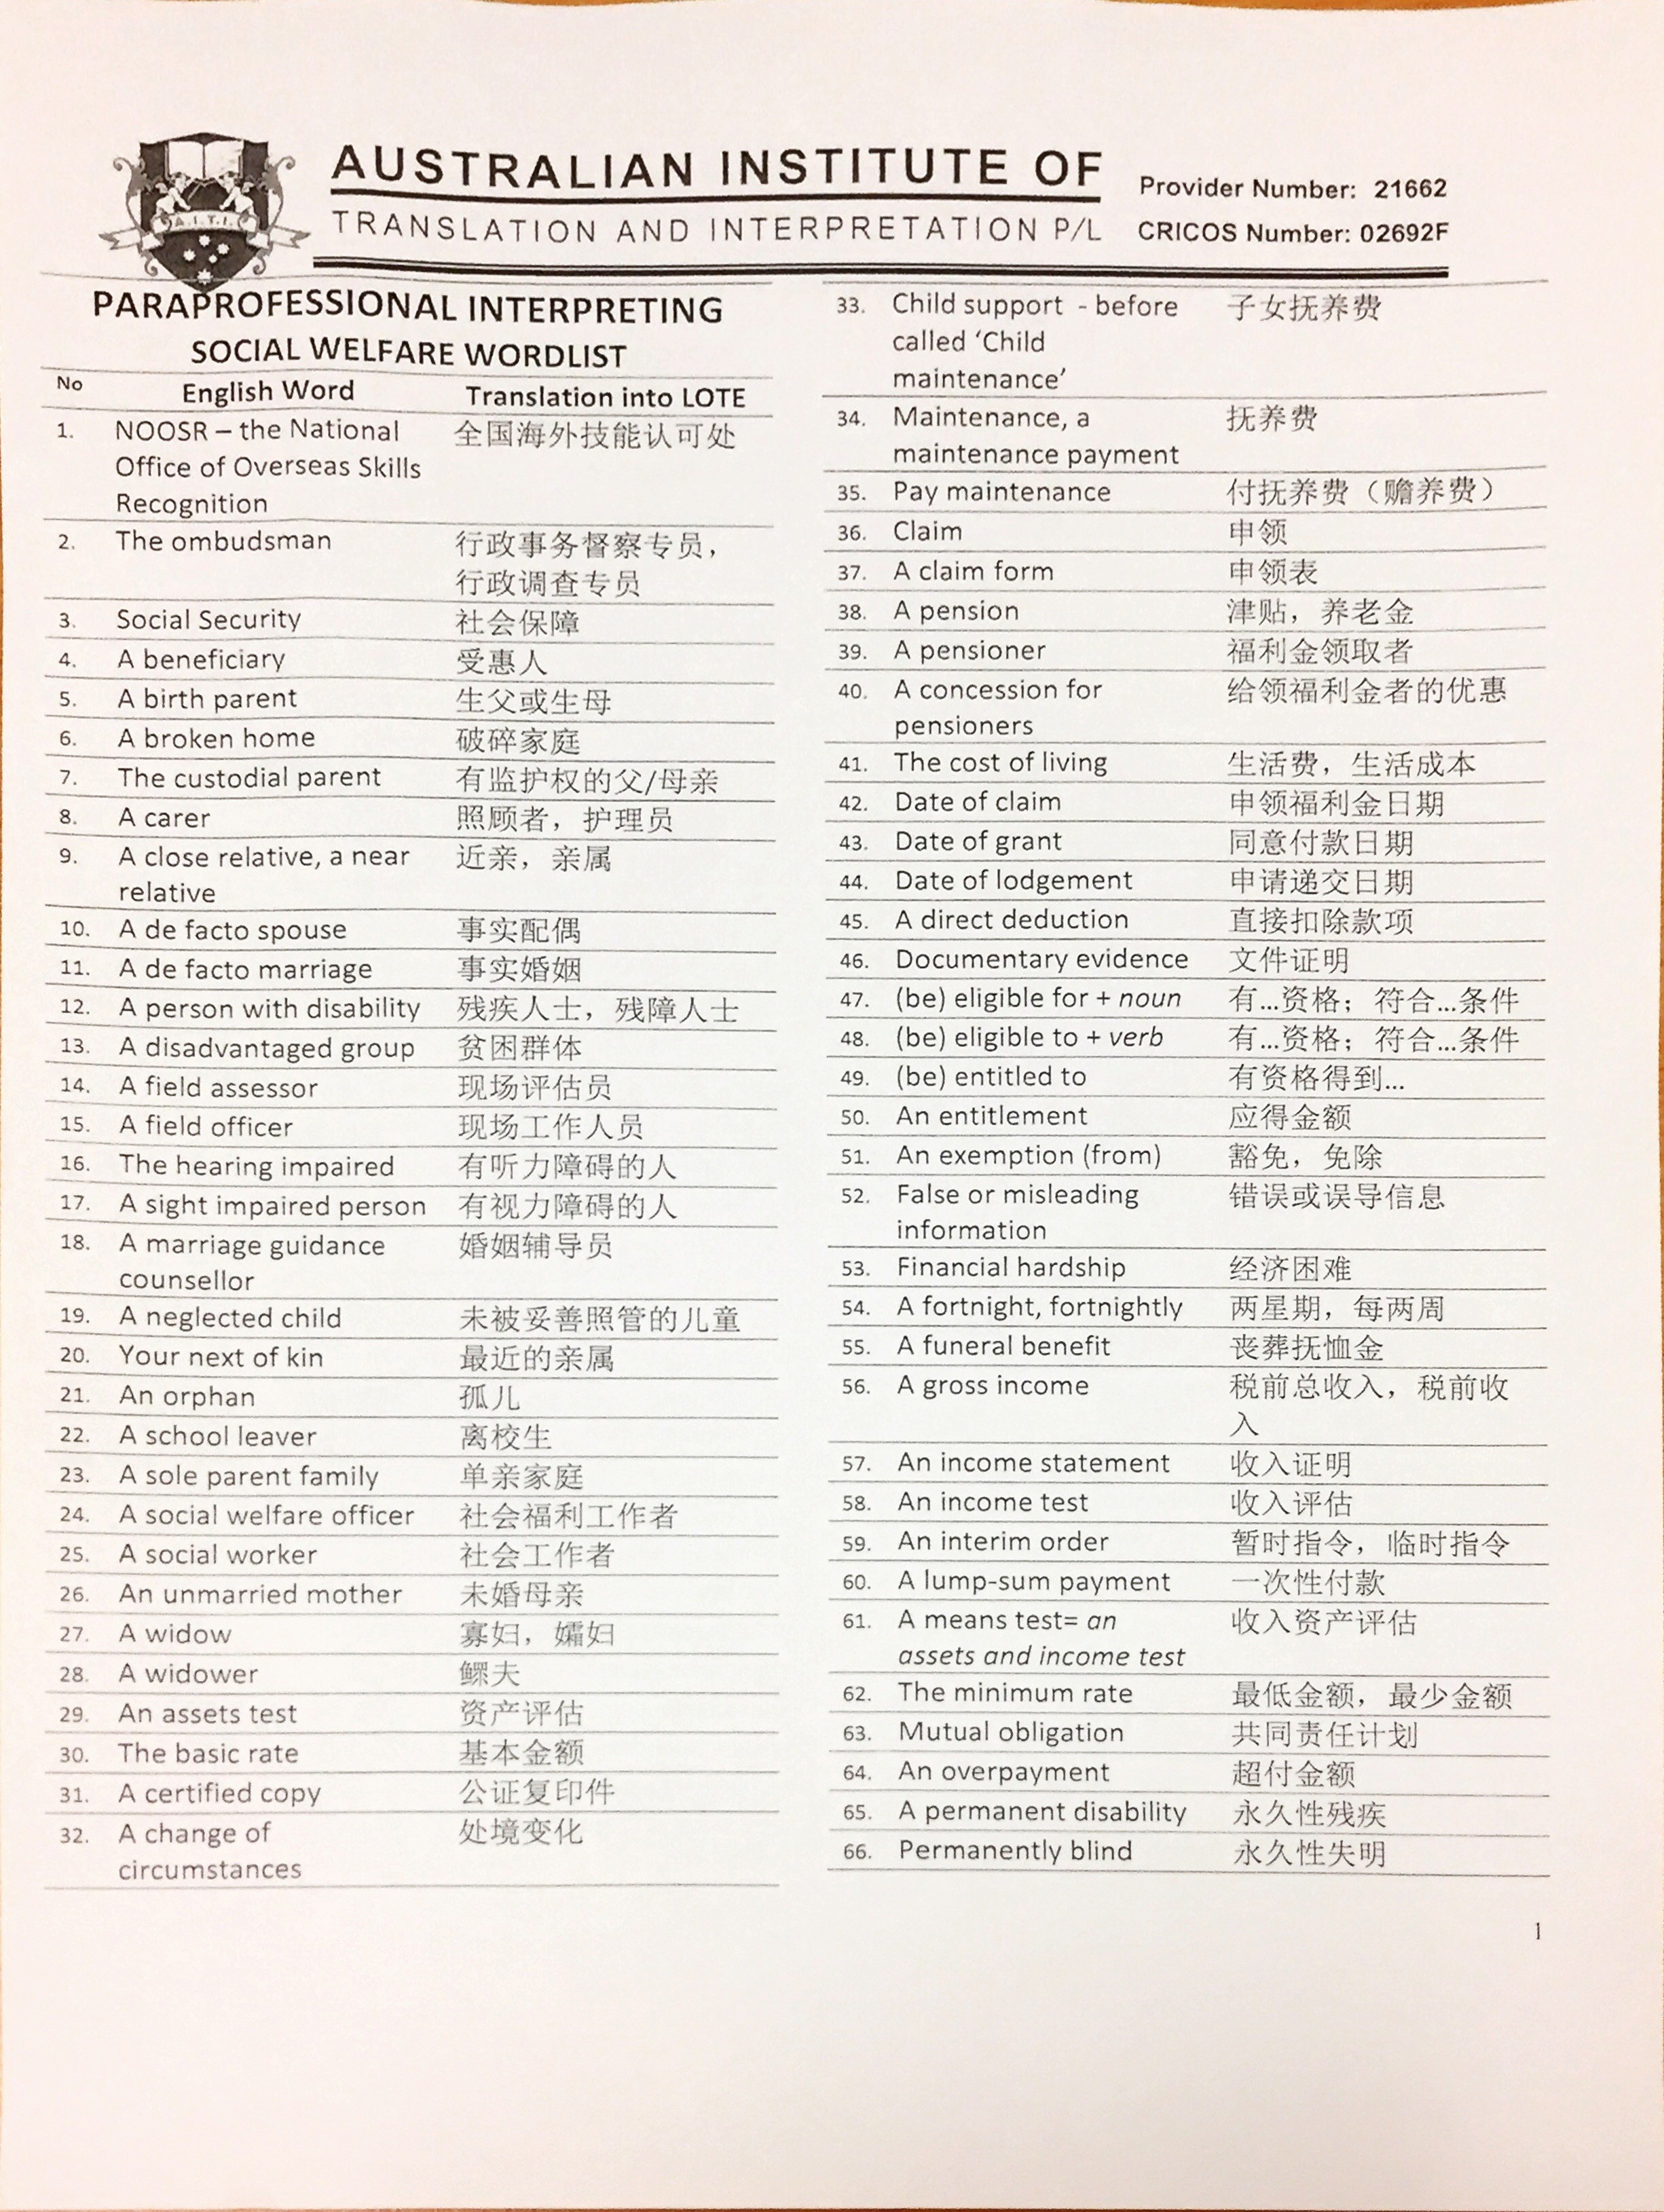 A.I.T.I.
AUSTRALIAN INSTITUTE OF
TRANSLATION AND INTERPRETATION P/L
Provider Number: 21662
CRICOS Number: 02692F
PARAPROFESSIONAL INTERPRETING
SOCIAL WELFARE WORDLIST
No English Word Translation into LOTE
1. NOOSR – the National 全国海外技能认可处
Office of Overseas Skills
Recognition
2. The ombudsman 行政事务督察专员，
行政调查专员
3. Social Security 社会保障
4. A beneficiary 受惠人
5. A birth parent 生父或生母
6. A broken home 破碎家庭
7. The custodial parent 有监护权的父/母亲
8. A carer 照顾者，护理员
9. A close relative, a near 近亲，亲属
relative
10. A de facto spouse 事实配偶
11. A de facto marriage 事实婚姻
12. A person with disability 残疾人士，残障人士
13. A disadvantaged group 贫困群体
14. A field assessor 现场评估员
15. A field officer 现场工作人员
16. The hearing impaired 有听力障碍的人
17. A sight impaired person 有视力障碍的人
18. A marriage guidance 婚姻辅导员
counsellor
19. A neglected child 未被妥善照管的儿童
20. Your next of kin 最近的亲属
21. An orphan 孤儿
22. A school leaver 离校生
23. A sole parent family 单亲家庭
24. A social welfare officer 社会福利工作者
25. A social worker 社会工作者
26. An unmarried mother 未婚母亲
27. A widow 寡妇，孀妇
28. A widower 鳏夫
29. An assets test 资产评估
30. The basic rate 基本金额
31. A certified copy 公证复印件
32. A change of 处境变化
circumstances
33. Child support - before 子女抚养费
called ‘Child
maintenance’
34. Maintenance, a 抚养费
maintenance payment
35. Pay maintenance 付抚养费（赡养费）
36. Claim 申领
37. A claim form 申领表
38. A pension 津贴，养老金
39. A pensioner 福利金领取者
40. A concession for 给领福利金者的优惠
pensioners
41. The cost of living 生活费，生活成本
42. Date of claim 申领福利金日期
43. Date of grant 同意付款日期
44. Date of lodgement 申请递交日期
45. A direct deduction 直接扣除款项
46. Documentary evidence 文件证明
47. (be) eligible for + noun 有...资格；符合...条件
48. (be) eligible to + verb 有...资格；符合...条件
49. (be) entitled to 有资格得到...
50. An entitlement 应得金额
51. An exemption (from) 豁免，免除
52. False or misleading 错误或误导信息
information
53. Financial hardship 经济困难
54. A fortnight, fortnightly 两星期，每两周
55. A funeral benefit 丧葬抚恤金
56. A gross income 税前总收入，税前收
入
57. An income statement 收入证明
58. An income test 收入评估
59. An interim order 暂时指令，临时指令
60. A lump-sum payment 一次性付款
61. A means test= an 收入资产评估
assets and income test
62. The minimum rate 最低金额，最少金额
63. Mutual obligation 共同责任计划
64. An overpayment 超付金额
65. A permanent disability 永久性残疾
66. Permanently blind 永久性失明
1